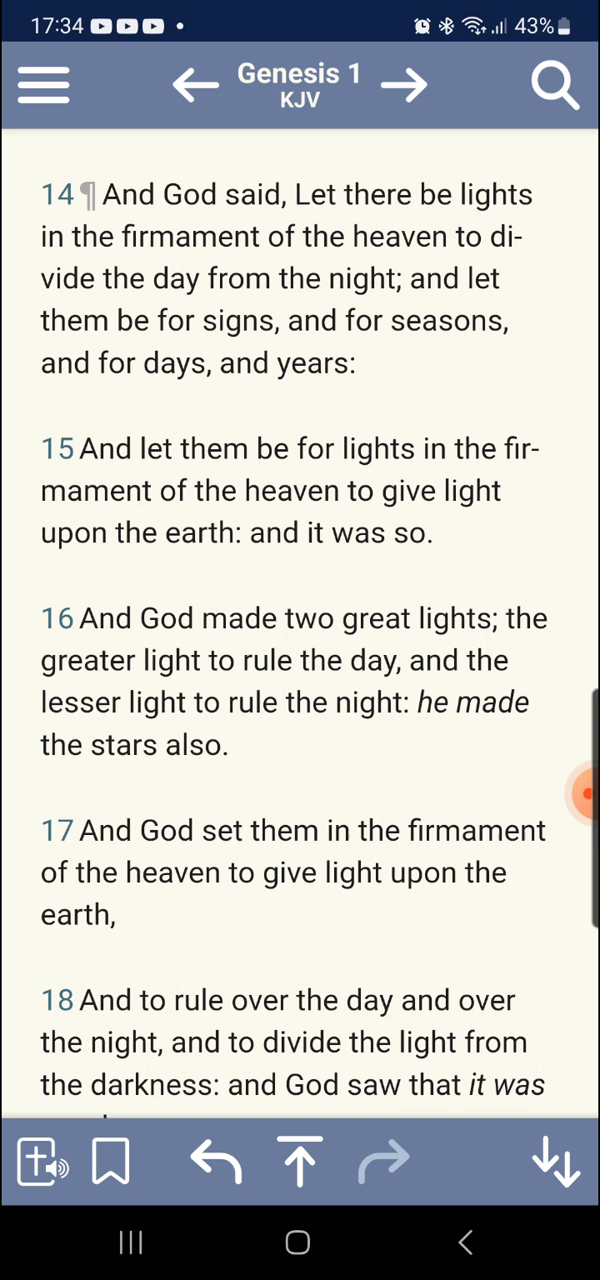 17:34
43%
Genesis 1
KJV
14 ¶ And God said, Let there be lights
in the firmament of the heaven to di-
vide the day from the night; and let
them be for signs, and for seasons,
and for days, and years:
15 And let them be for lights in the fir-
mament of the heaven to give light
upon the earth: and it was so.
16 And God made two great lights; the
greater light to rule the day, and the
lesser light to rule the night: he made
the stars also.
17 And God set them in the firmament
of the heaven to give light upon the
earth,
18 And to rule over the day and over
the night, and to divide the light from
the darkness: and God saw that it was